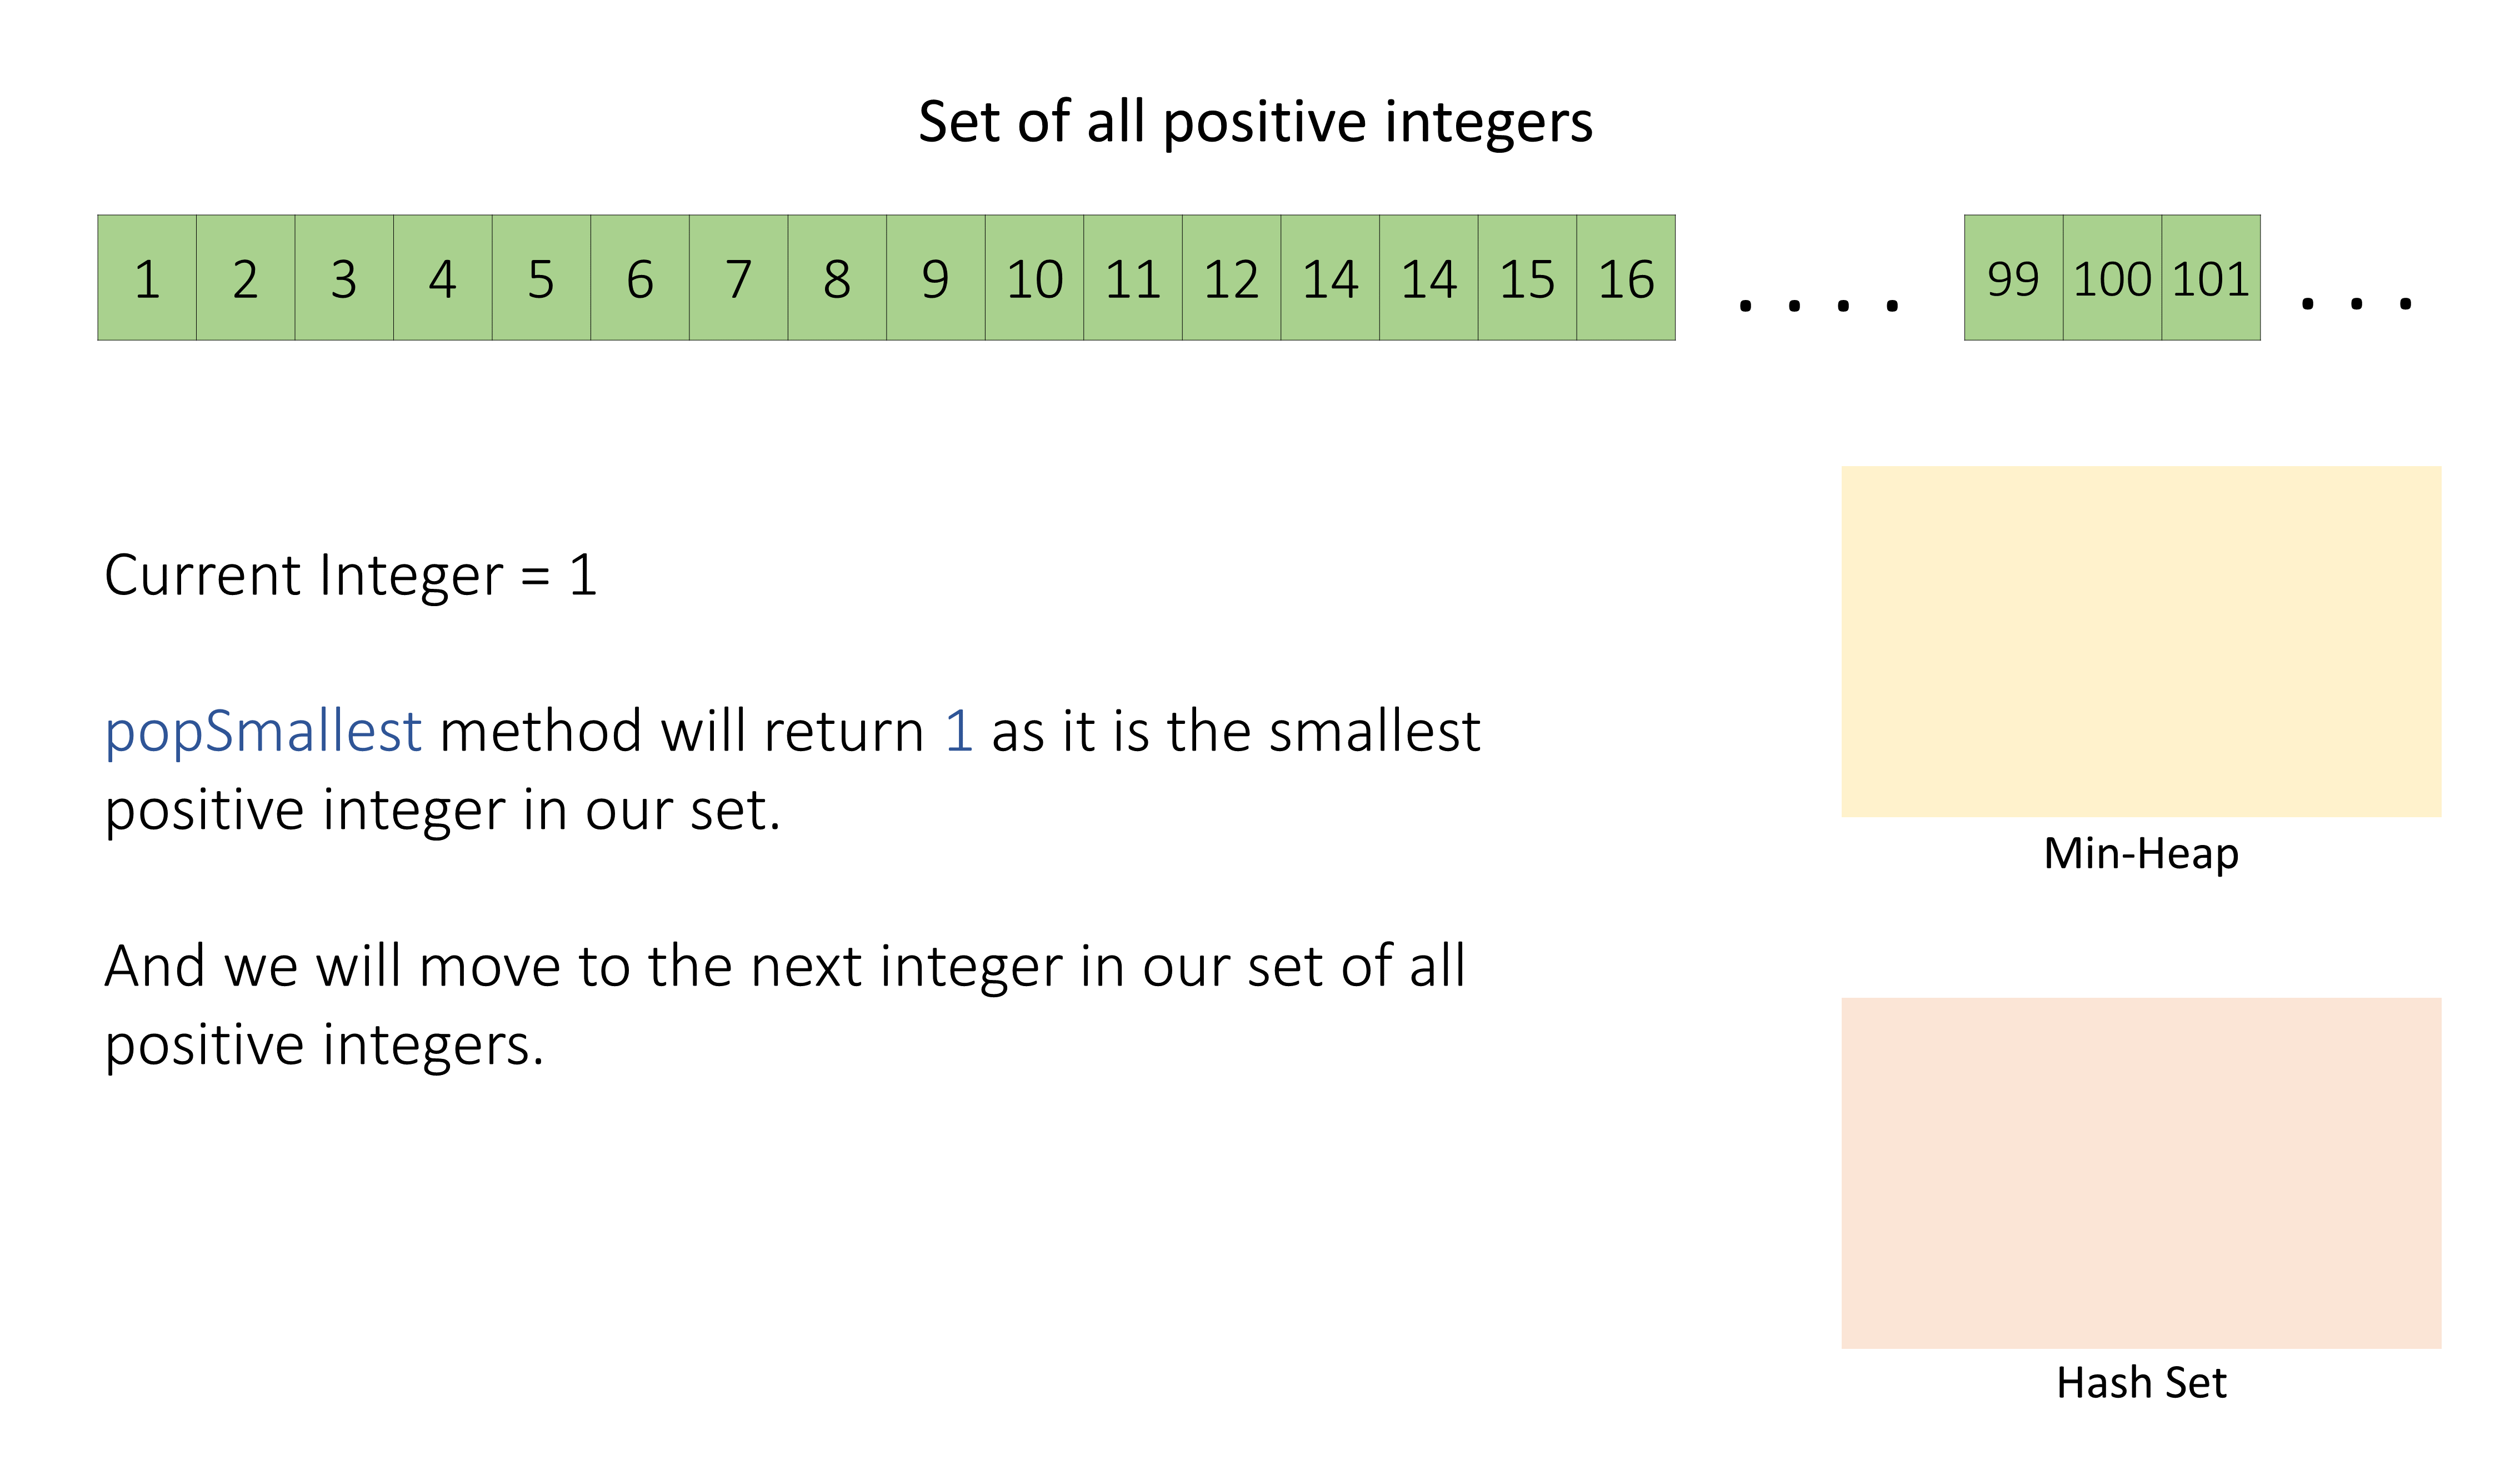 Set of all positive integers
1 2 3 4 5 6 7 8 9 10 11 12 14 14 15 16 . . . . 99 100 101 . . .
Current Integer = 1
popSmallest method will return 1 as it is the smallest
positive integer in our set.
And we will move to the next integer in our set of all
positive integers.
Min-Heap
Hash Set